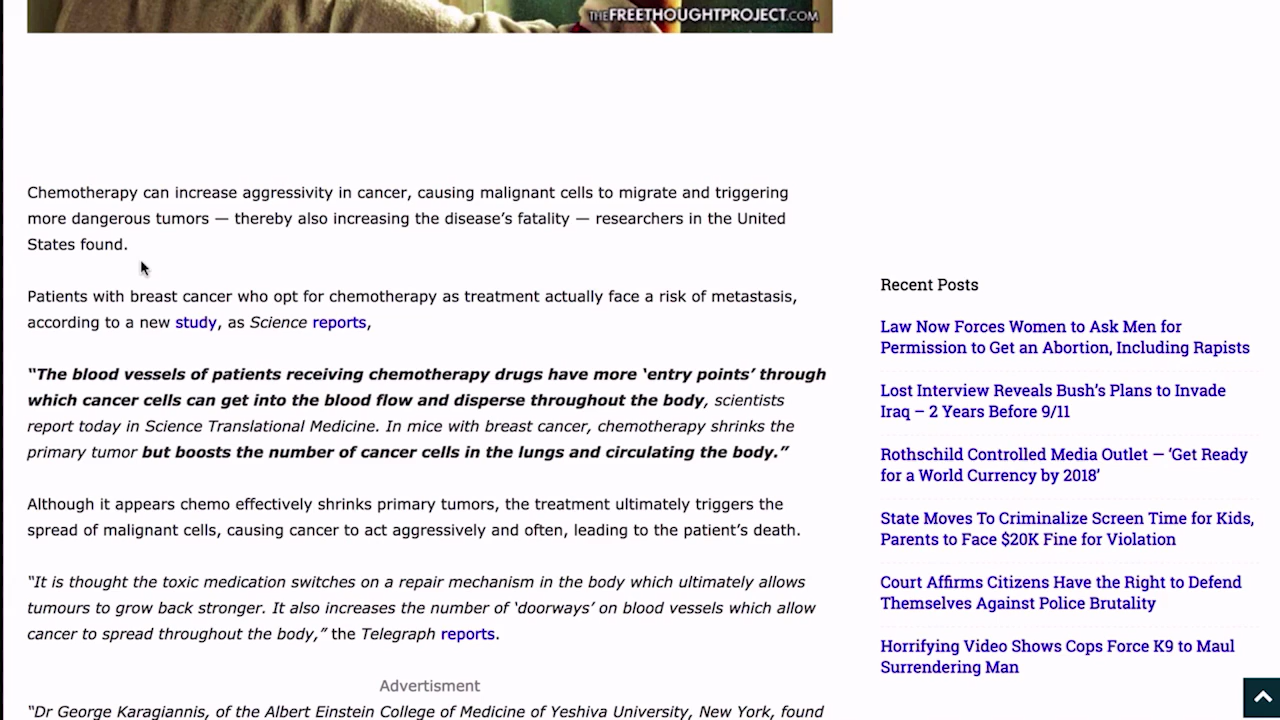 THEFREETHOUGHTPROJECT.COM
Chemotherapy can increase aggressivity in cancer, causing malignant cells to migrate and triggering
more dangerous tumors — thereby also increasing the disease’s fatality — researchers in the United
States found.
Patients with breast cancer who opt for chemotherapy as treatment actually face a risk of metastasis,
according to a new study, as Science reports,
“The blood vessels of patients receiving chemotherapy drugs have more ‘entry points’ through
which cancer cells can get into the blood flow and disperse throughout the body, scientists
report today in Science Translational Medicine. In mice with breast cancer, chemotherapy shrinks the
primary tumor but boosts the number of cancer cells in the lungs and circulating the body.”
Although it appears chemo effectively shrinks primary tumors, the treatment ultimately triggers the
spread of malignant cells, causing cancer to act aggressively and often, leading to the patient’s death.
“It is thought the toxic medication switches on a repair mechanism in the body which ultimately allows
tumours to grow back stronger. It also increases the number of ‘doorways’ on blood vessels which allow
cancer to spread throughout the body,” the Telegraph reports.
Advertisment
“Dr George Karagiannis, of the Albert Einstein College of Medicine of Yeshiva University, New York, found
Recent Posts
Law Now Forces Women to Ask Men for
Permission to Get an Abortion, Including Rapists
Lost Interview Reveals Bush’s Plans to Invade
Iraq – 2 Years Before 9/11
Rothschild Controlled Media Outlet — ‘Get Ready
for a World Currency by 2018’
State Moves To Criminalize Screen Time for Kids,
Parents to Face $20K Fine for Violation
Court Affirms Citizens Have the Right to Defend
Themselves Against Police Brutality
Horrifying Video Shows Cops Force K9 to Maul
Surrendering Man